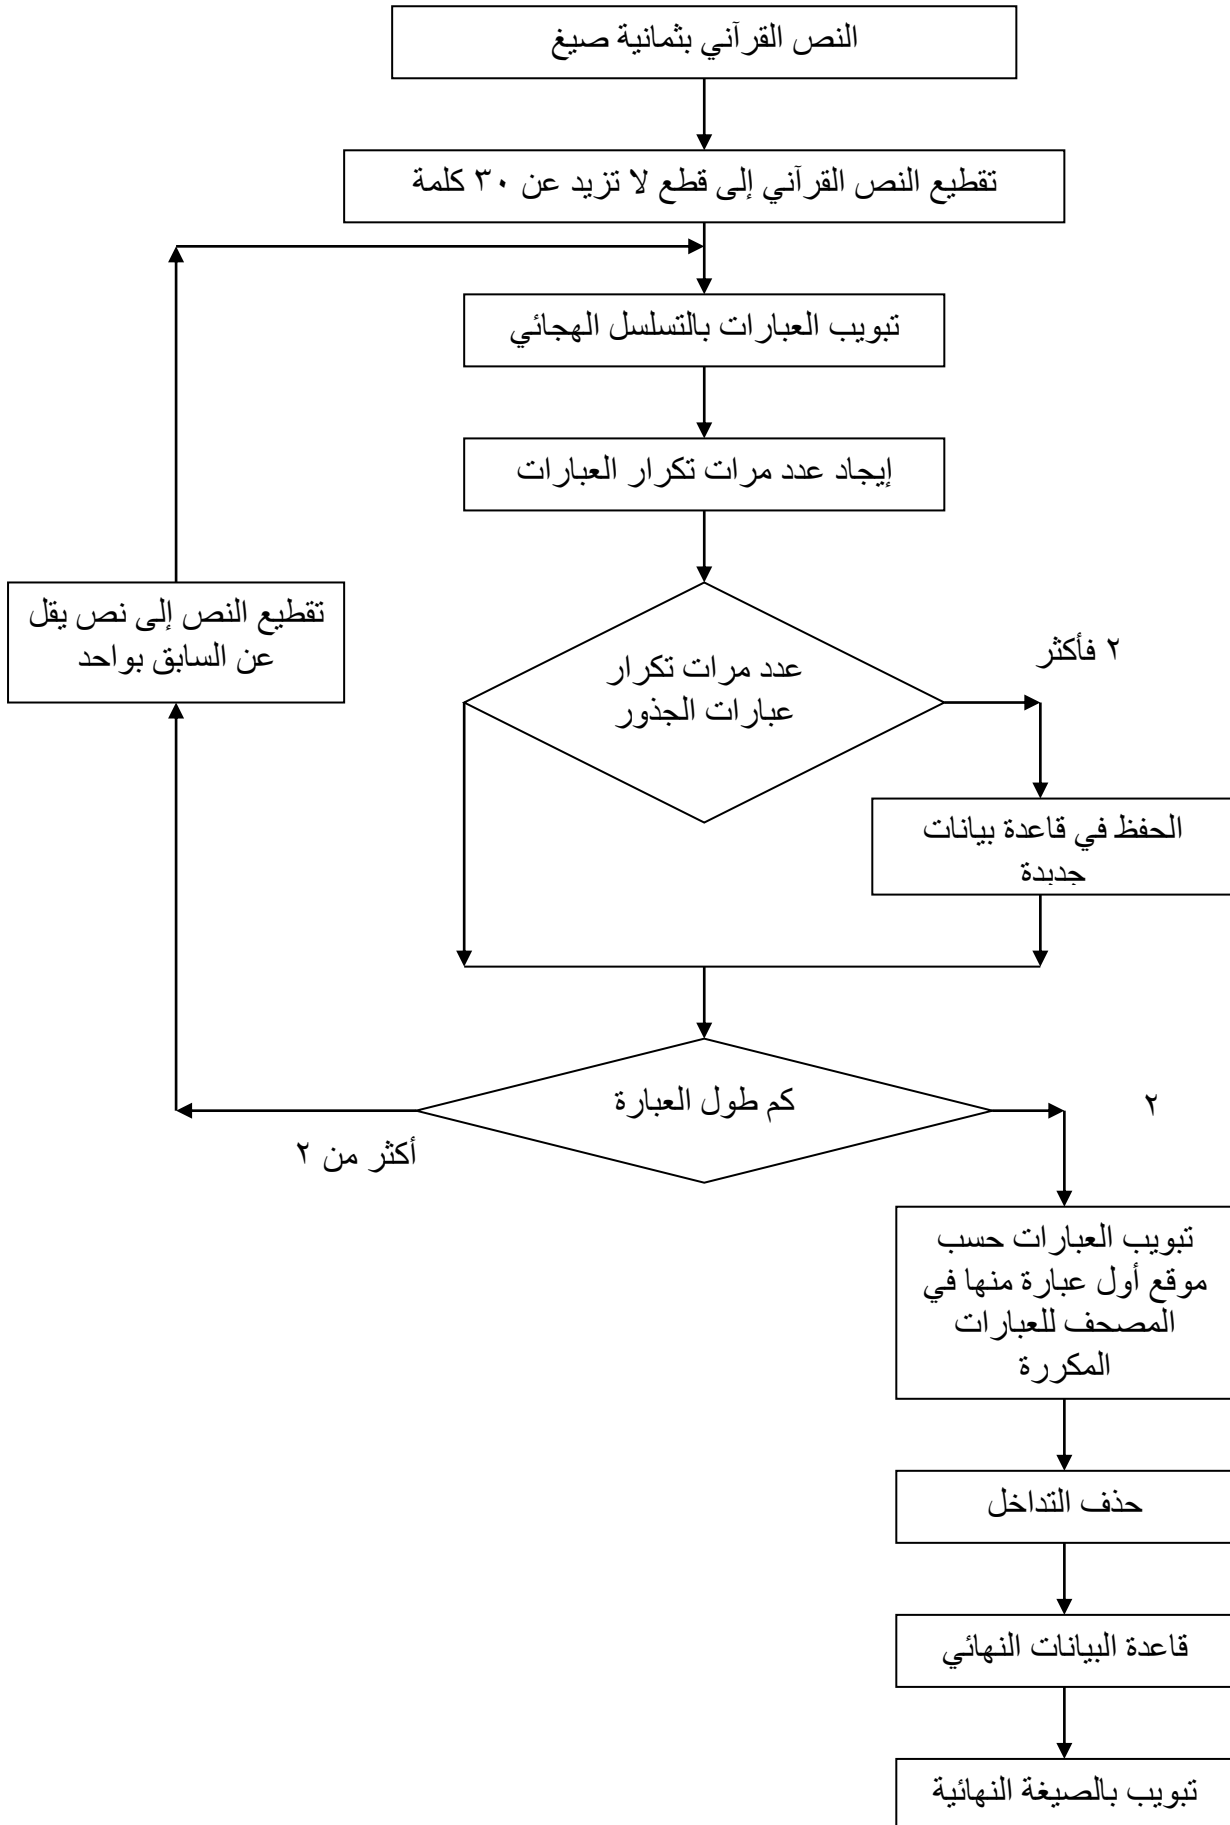 النص القرآني بثمانية صيغ
تقطيع النص القرآني إلى قطع لا تزيد عن ٣٠ كلمة
تبويب العبارات بالتسلسل الهجائي
إيجاد عدد مرات تكرار العبارات
عدد مرات تكرار
عبارات الجذور
٢ فأكثر
الحفظ في قاعدة بيانات
جديدة
تقطيع النص إلى نص يقل
عن السابق بواحد
كم طول العبارة
٢
أكثر من ٢
تبويب العبارات حسب
موقع أول عبارة منها في
المصحف للعبارات
المكررة
حذف التداخل
قاعدة البيانات النهائي
تبويب بالصيغة النهائية